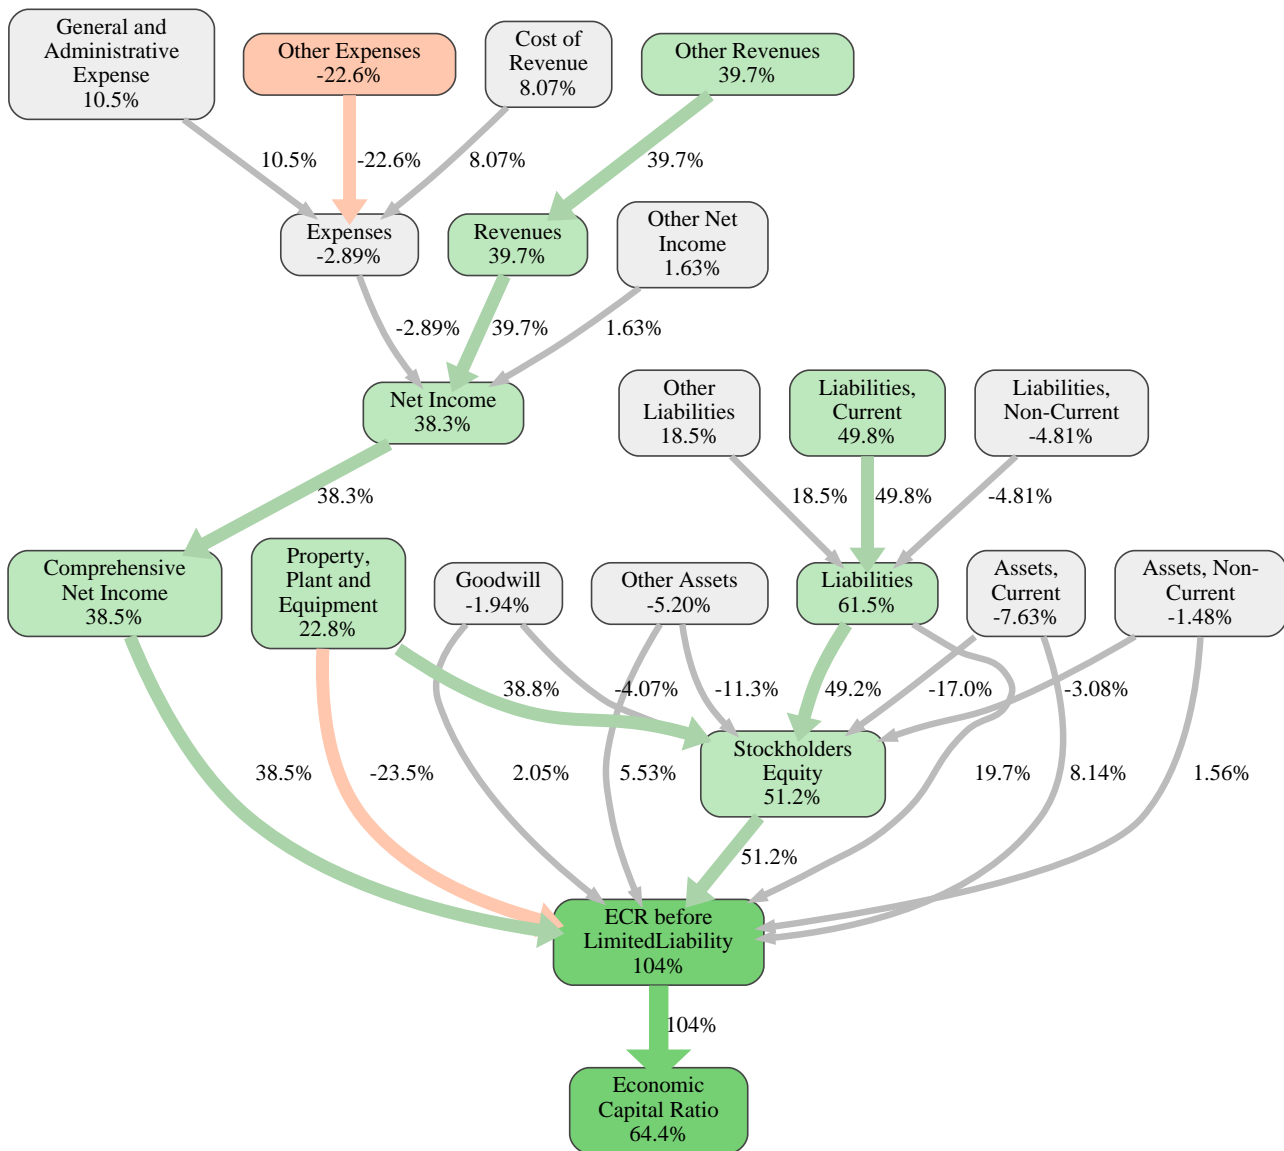 General and
Administrative
Expense
10.5%
Other Expenses
-22.6%
Cost of
Revenue
8.07%
Other Revenues
39.7%
10.5%
-22.6%
8.07%
39.7%
Expenses
-2.89%
Revenues
39.7%
Other Net
Income
1.63%
-2.89%
39.7%
1.63%
Net Income
38.3%
Other
Liabilities
18.5%
Liabilities,
Current
49.8%
Liabilities,
Non-Current
-4.81%
38.3%
18.5%
49.8%
-4.81%
Comprehensive
Net Income
38.5%
Property,
Plant and
Equipment
22.8%
Goodwill
-1.94%
Other Assets
-5.20%
Liabilities
61.5%
Assets,
Current
-7.63%
Assets, Non-
Current
-1.48%
38.8%
-4.07%
-11.3%
49.2%
-17.0%
-3.08%
Stockholders
Equity
51.2%
38.5%
-23.5%
2.05%
5.53%
19.7%
8.14%
1.56%
51.2%
ECR before
LimitedLiability
104%
104%
Economic
Capital Ratio
64.4%